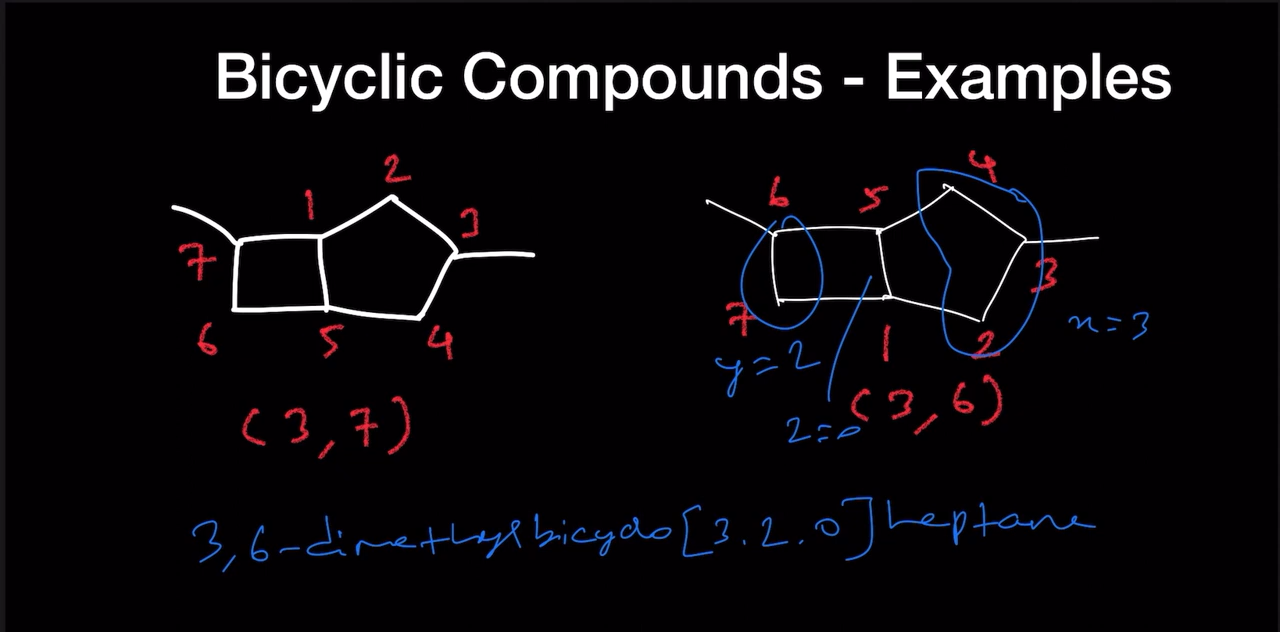 Bicyclic Compounds - Examples
1 2 3 4 5 6 7
(3,7)
6 5 4 3 2 1 7
x=3
y=2
z=0
(3,6)
3,6-dimethylbicyclo[3.2.0]heptane